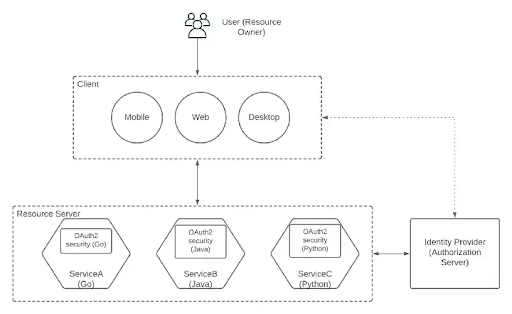 User (Resource
Owner)
Client
Mobile
Web
Desktop
Resource Server
OAuth2
security (Go)
ServiceA
(Go)
OAuth2
security
(Java)
ServiceB
(Java)
OAuth2
security
(Python)
ServiceC
(Python)
Identity Provider
(Authorization
Server)